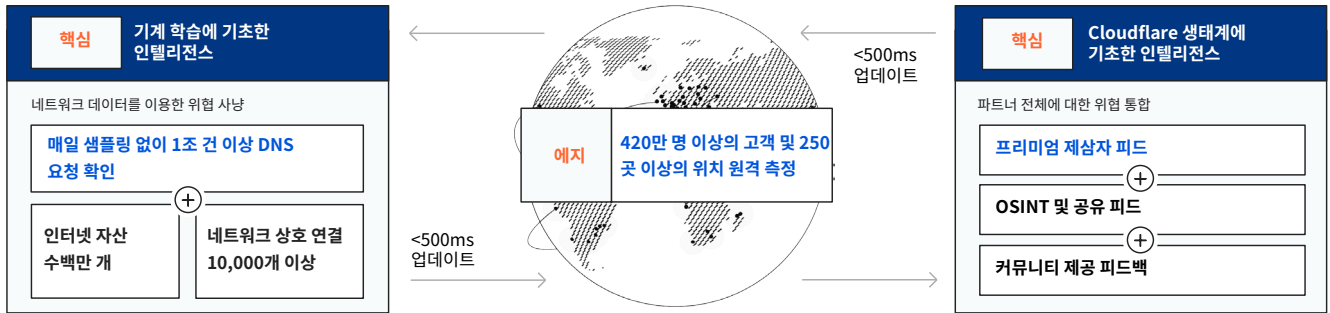 핵심
기계 학습에 기초한
인텔리전스
네트워크 데이터를 이용한 위협 사냥
매일 샘플링 없이 1조 건 이상 DNS
요청 확인
인터넷 자산
수백만 개
네트워크 상호 연결
10,000개 이상
<500ms
업데이트
에지
420만 명 이상의 고객 및 250
곳 이상의 위치 원격 측정
<500ms
업데이트
핵심
Cloudflare 생태계에
기초한 인텔리전스
파트너 전체에 대한 위협 통합
프리미엄 제삼자 피드
OSINT 및 공유 피드
커뮤니티 제공 피드백